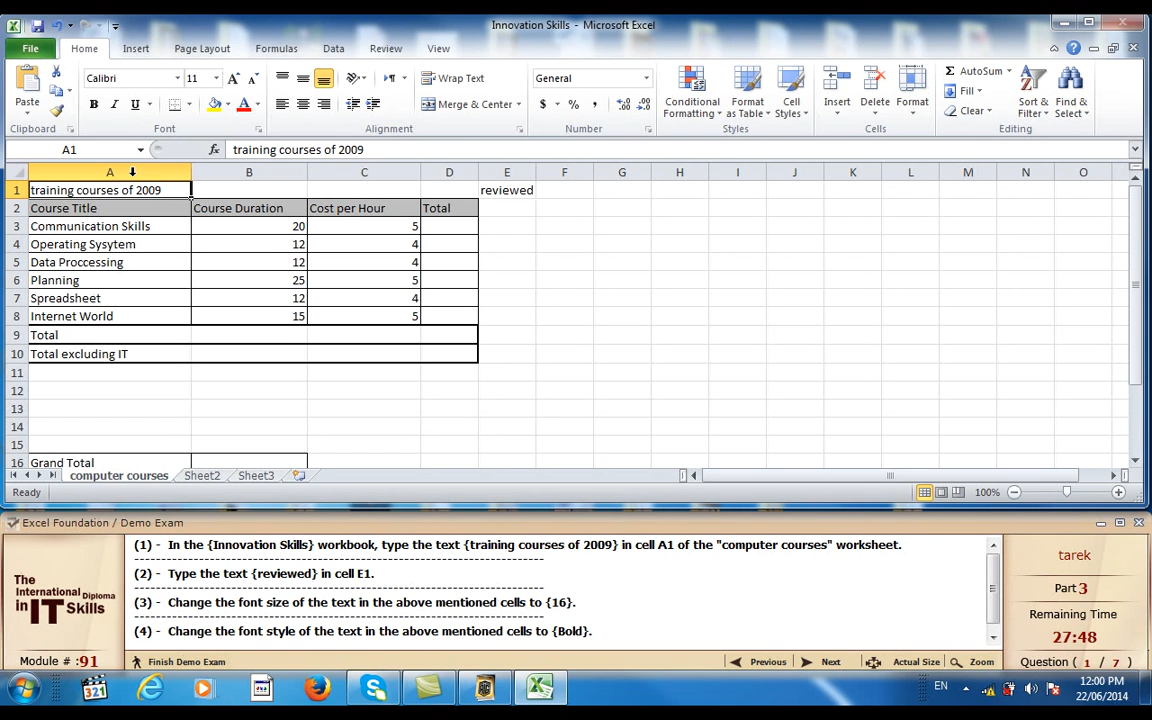 Innovation Skills - Microsoft Excel
File Home Insert Page Layout Formulas Data Review View
Paste
Calibri 11
Wrap Text
General
Merge & Center
Conditional Formatting
Format as Table
Cell Styles
Insert Delete Format
AutoSum
Fill
Clear
Sort & Filter
Find & Select
Clipboard Font Alignment Number Styles Cells Editing
A1 fx training courses of 2009
A B C D E F G H I J K L M N O
1 training courses of 2009 reviewed
2 Course Title Course Duration Cost per Hour Total
3 Communication Skills 20 5
4 Operating Sysytem 12 4
5 Data Proccessing 12 4
6 Planning 25 5
7 Spreadsheet 12 4
8 Internet World 15 5
9 Total
10 Total excluding IT
11
12
13
14
15
16 Grand Total
computer courses Sheet2 Sheet3
Ready 100%
Excel Foundation / Demo Exam
The International Diploma in IT Skills
Module # :91
(1) - In the {Innovation Skills} workbook, type the text {training courses of 2009} in cell A1 of the "computer courses" worksheet.
(2) - Type the text {reviewed} in cell E1.
(3) - Change the font size of the text in the above mentioned cells to {16}.
(4) - Change the font style of the text in the above mentioned cells to {Bold}.
tarek
Part 3
Remaining Time
27:48
Question ( 1 / 7 )
Finish Demo Exam Previous Next Actual Size Zoom
321
EN
12:00 PM
22/06/2014